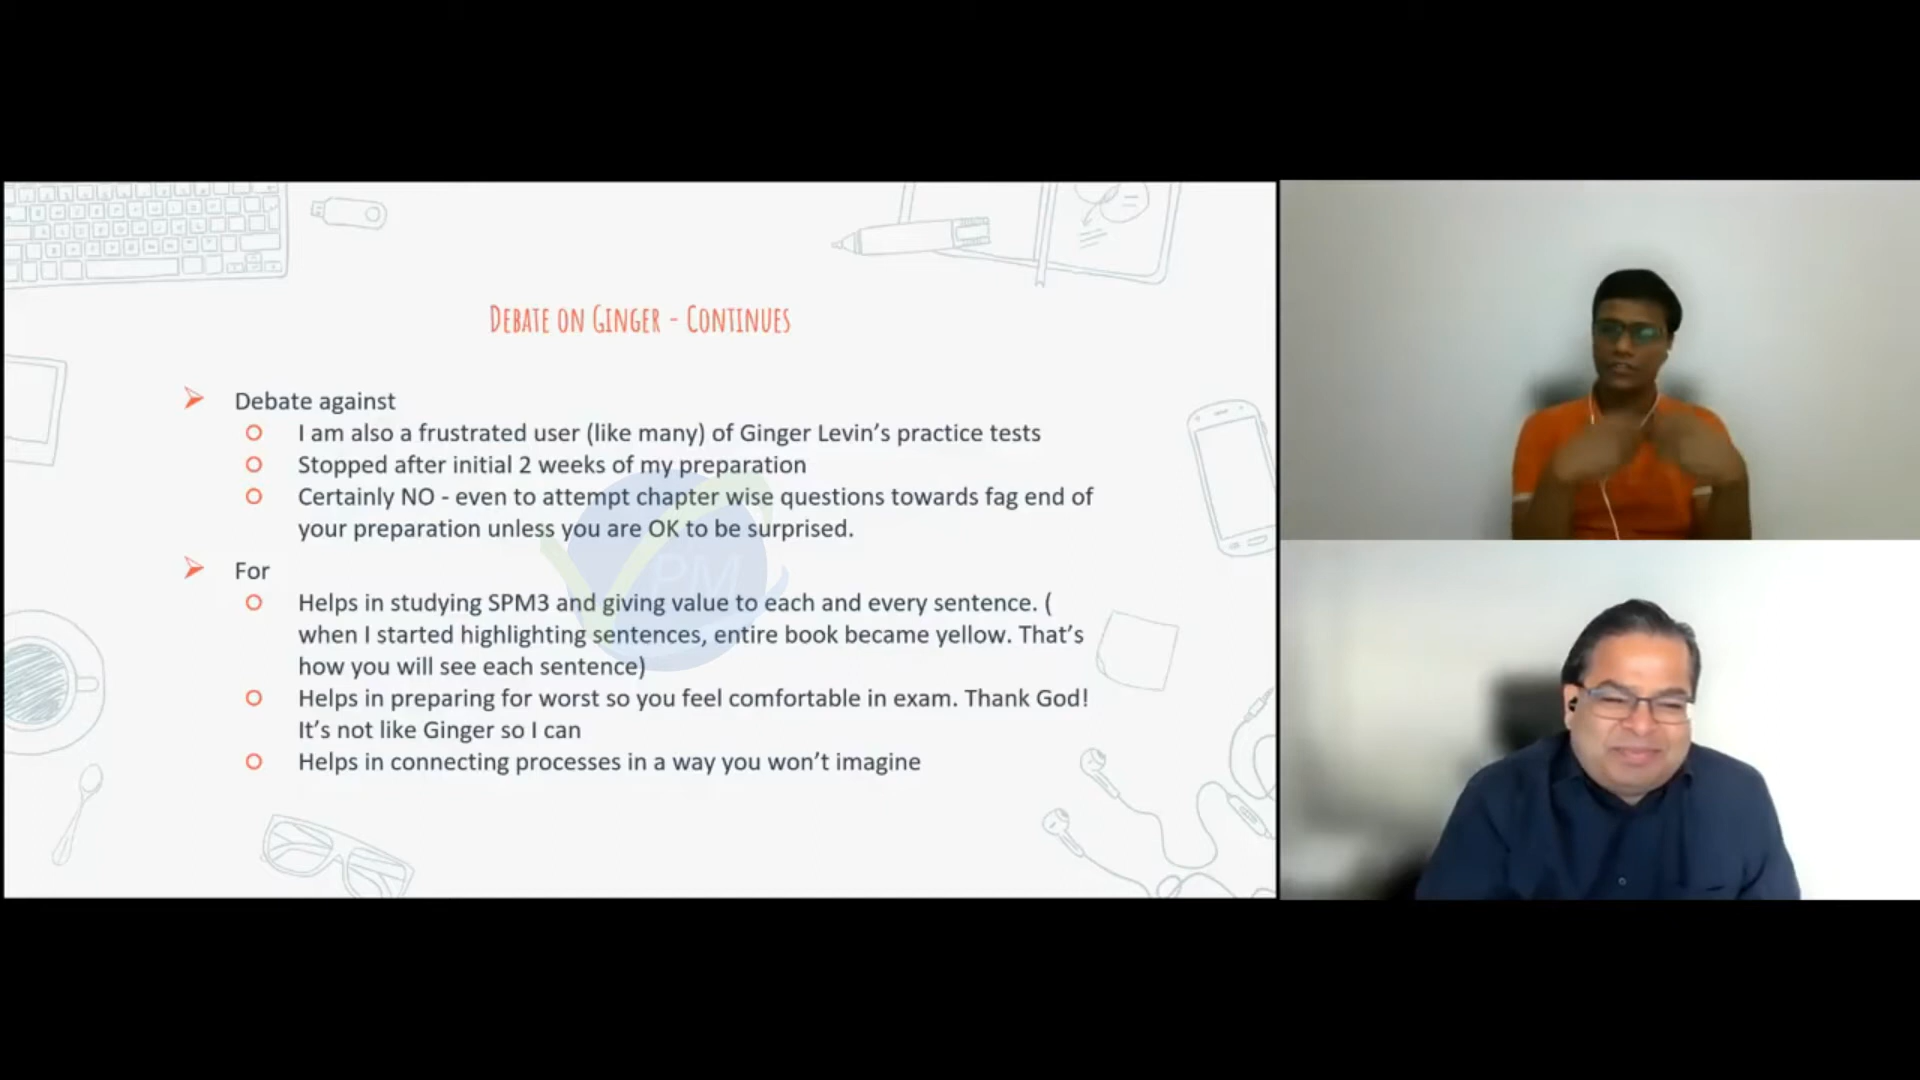 Debate on Ginger - Continues
Debate against
I am also a frustrated user (like many) of Ginger Levin's practice tests
Stopped after initial 2 weeks of my preparation
Certainly NO - even to attempt chapter wise questions towards fag end of
your preparation unless you are OK to be surprised.
PM
For
Helps in studying SPM3 and giving value to each and every sentence. (
when I started highlighting sentences, entire book became yellow. That's
how you will see each sentence)
Helps in preparing for worst so you feel comfortable in exam. Thank God!
It's not like Ginger so I can
Helps in connecting processes in a way you won't imagine